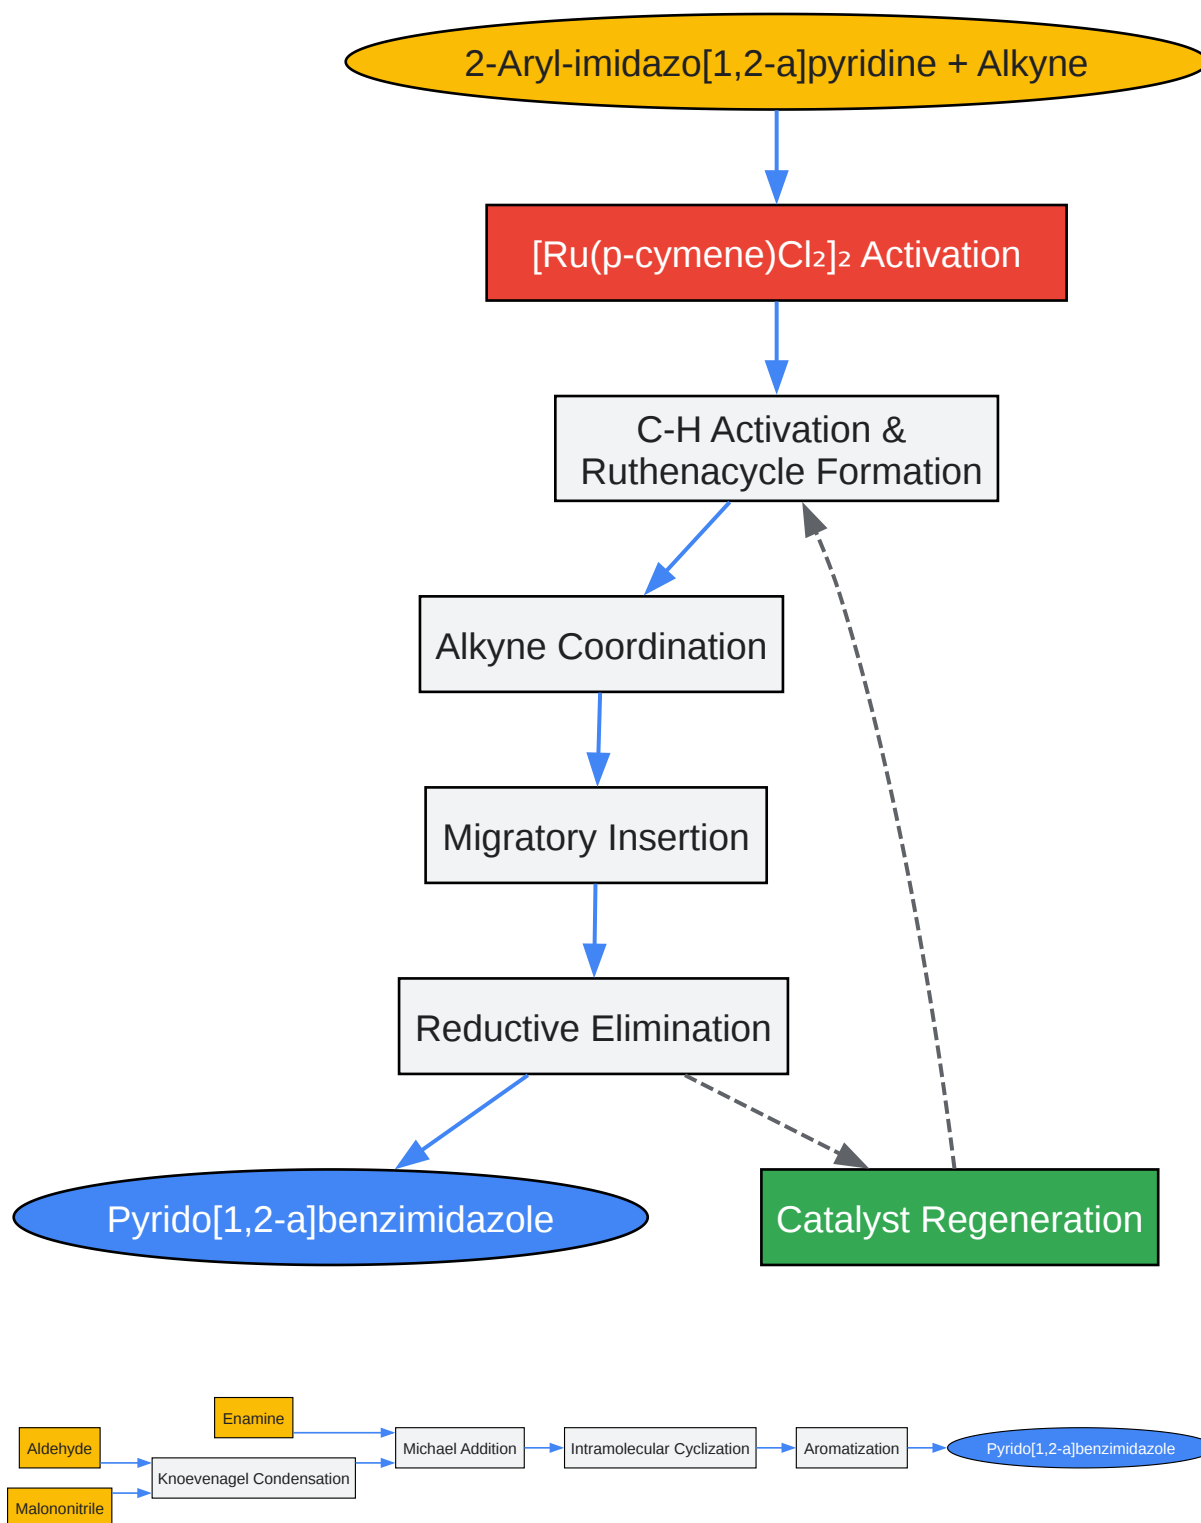 2-Aryl-imidazo[1,2-a]pyridine + Alkyne
[Ru(p-cymene)Cl₂]₂ Activation
C-H Activation &
Ruthenacycle Formation
Alkyne Coordination
Migratory Insertion
Reductive Elimination
Pyrido[1,2-a]benzimidazole
Catalyst Regeneration
Enamine
Aldehyde
Malononitrile
Knoevenagel Condensation
Michael Addition
Intramolecular Cyclization
Aromatization
Pyrido[1,2-a]benzimidazole